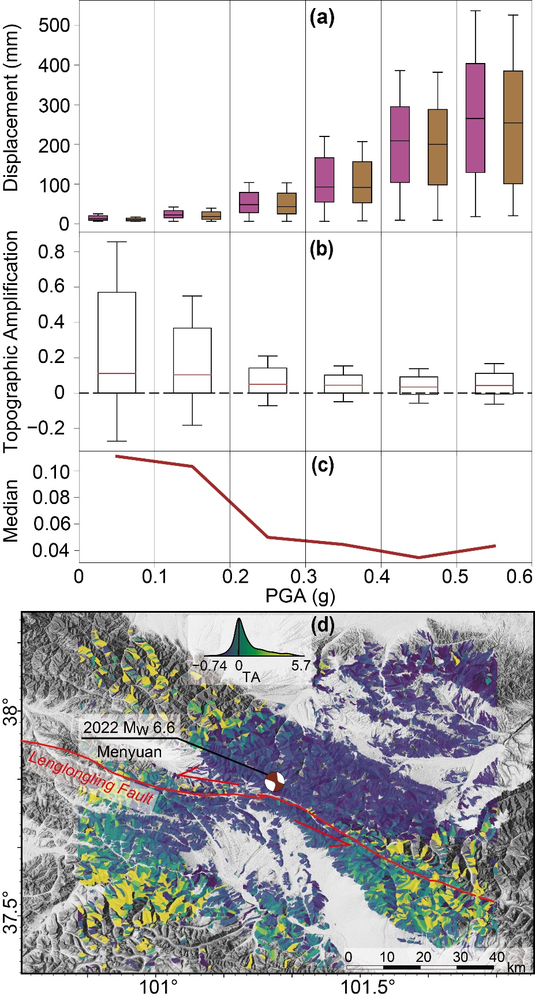 (a)
Displacement (mm)
500
400
300
200
100
0
(b)
Topographic Amplification
0.8
0.6
0.4
0.2
0
−0.2
(c)
Median
0.10
0.08
0.06
0.04
0 0.1 0.2 0.3 0.4 0.5 0.6
PGA (g)
(d)
−0.74 0 5.7
TA
38°
2022 Mw 6.6
Menyuan
Lenglongling Fault
37.5°
0 10 20 30 40
km
101° 101.5°